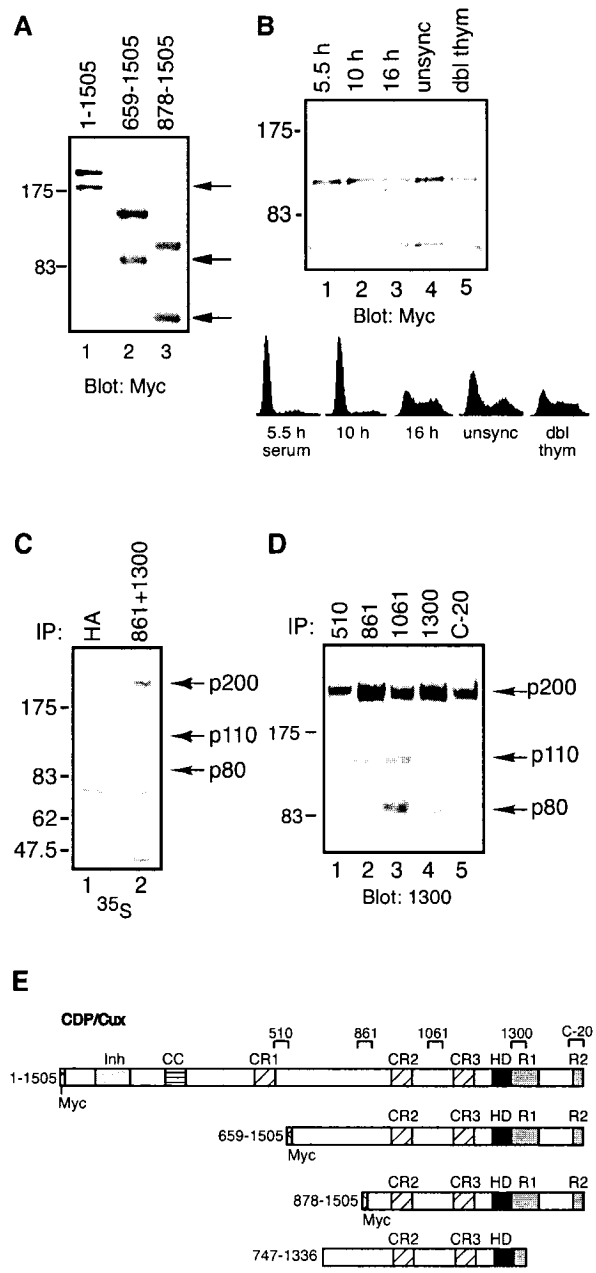 A
1-1505
659-1505
878-1505
175
83
1 2 3
Blot: Myc
B
5.5 h
10 h
16 h
unsync
dbl thym
175-
83 -
1 2 3 4 5
Blot: Myc
5.5 h serum
10 h
16 h
unsync
dbl thym
C
IP:
HA
861+1300
p200
p110
p80
175
83
62
47.5
1 2
35S
D
IP:
510
861
1061
1300
C-20
p200
p110
p80
175
83
1 2 3 4 5
Blot: 1300
E
CDP/Cux
510 861 1061 1300 C-20
Inh CC CR1 CR2 CR3 HD R1 R2
1-1505
Myc
CR2 CR3 HD R1 R2
659-1505
Myc
CR2 CR3 HD R1 R2
878-1505
Myc
CR2 CR3 HD
747-1336